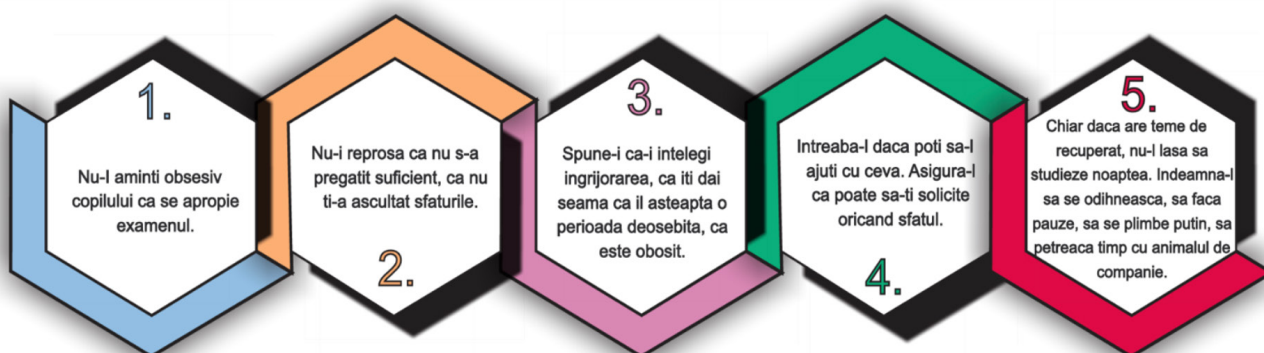 1.
Nu-l aminti obsesiv
copilului ca se apropie
examenul.
Nu-i reprosa ca nu s-a
pregatit suficient, ca nu
ti-a ascultat sfaturile.
2.
3.
Spune-i ca-i intelegi
ingrijorarea, ca iti dai
seama ca il asteapta o
perioada deosebita, ca
este obosit.
Intreaba-l daca poti sa-l
ajuti cu ceva. Asigura-l
ca poate sa-ti solicite
oricand sfatul.
4.
5.
Chiar daca are teme de
recuperat, nu-l lasa sa
studieze noaptea. Indeamna-l
sa se odihneasca, sa faca
pauze, sa se plimbe putin, sa
petreaca timp cu animalul de
companie.